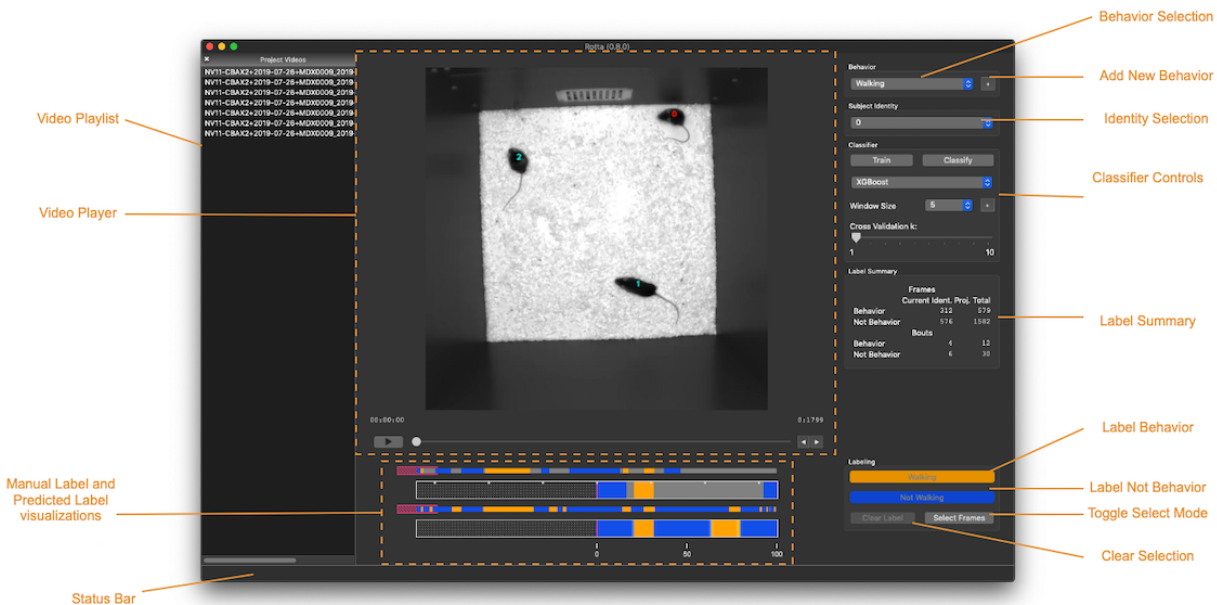 Behavior Selection
Rotta (0.8.0)
Project Videos
NV11-CBAX2+2019-07-26+MDX0009_2019-
NV11-CBAX2+2019-07-26+MDX0009_2019-
NV11-CBAX2+2019-07-26+MDX0009_2019-
NV11-CBAX2+2019-07-26+MDX0009_2019-
NV11-CBAX2+2019-07-26+MDX0009_2019-
NV11-CBAX2+2019-07-26+MDX0009_2019-
NV11-CBAX2+2019-07-26+MDX0009_2019-
Video Playlist
Video Player
0
2
1
00:00:00
0:1799
Behavior
Walking
Add New Behavior
Subject Identity
0
Identity Selection
Classifier
Train Classify
XGBoost
Classifier Controls
Window Size 5
Cross Validation k:
1 10
Label Summary
Frames
Current Ident. Proj. Total
Behavior 212 579
Not Behavior 576 1502
Bouts
Behavior 4 12
Not Behavior 6 30
Label Summary
Manual Label and
Predicted Label
visualizations
0 50 100
Label Behavior
Labeling
Walking
Label Not Behavior
Not Walking
Toggle Select Mode
Clear Label Select Frames
Clear Selection
Status Bar